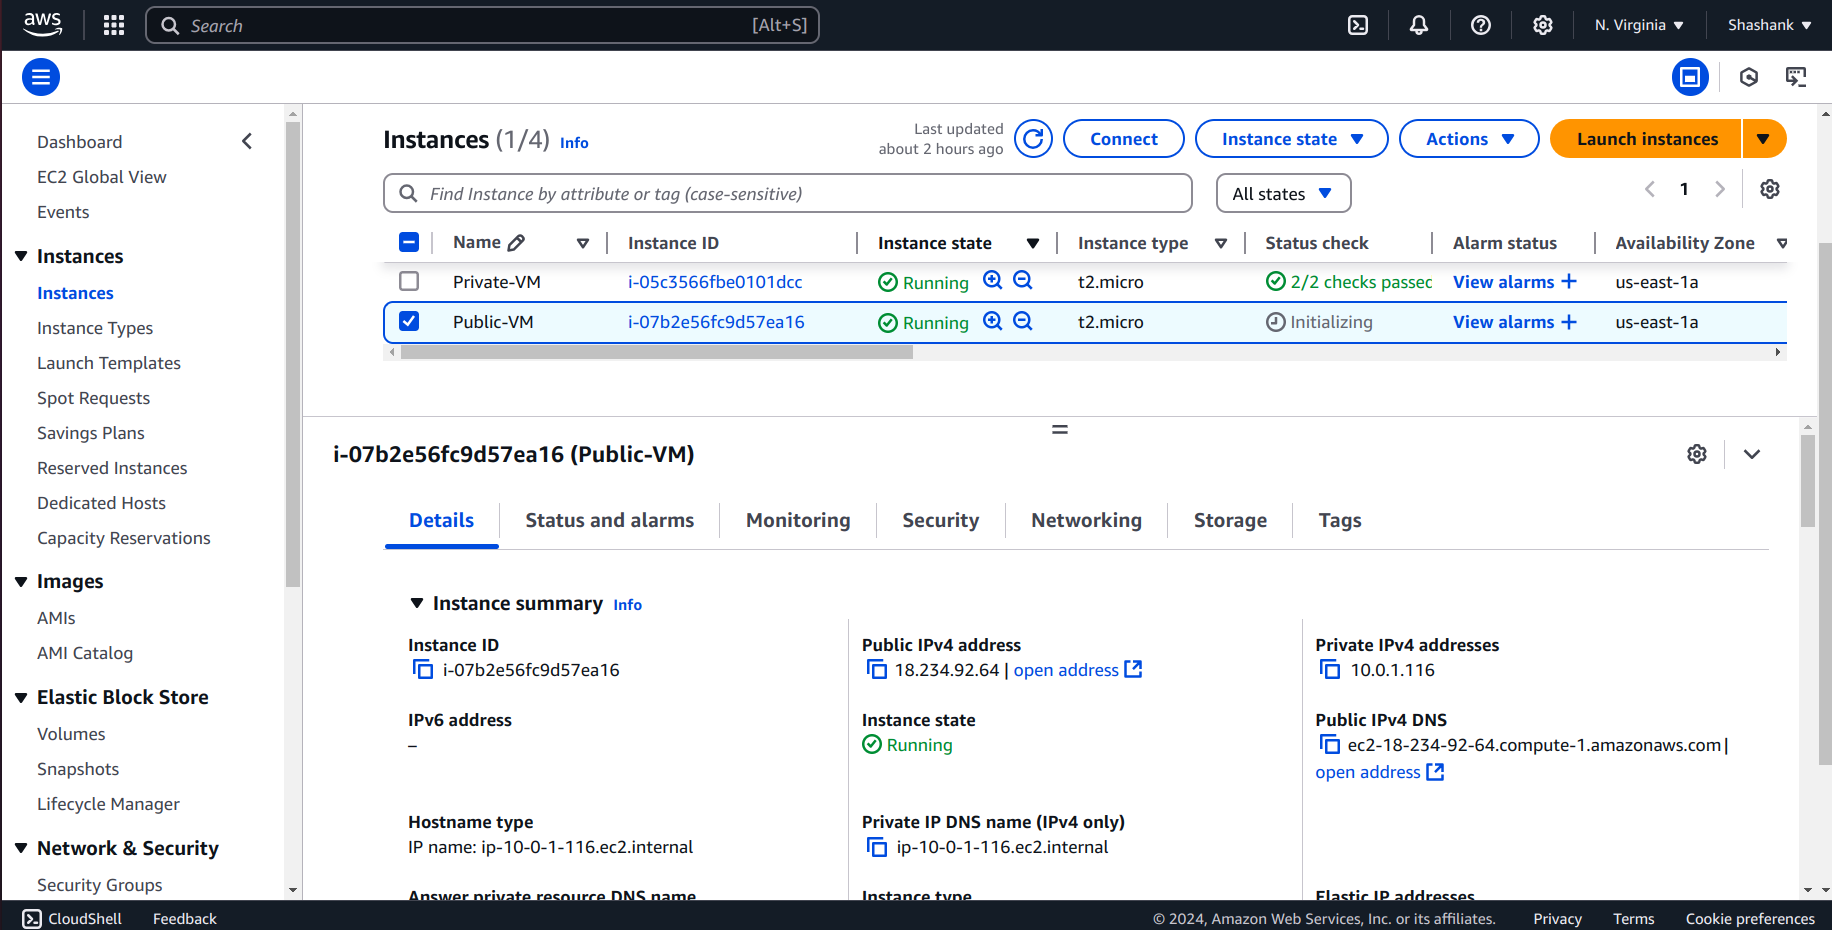 aws
Search [Alt+S]
N. Virginia
Shashank
Dashboard
EC2 Global View
Events
Instances
Instances
Instance Types
Launch Templates
Spot Requests
Savings Plans
Reserved Instances
Dedicated Hosts
Capacity Reservations
Images
AMIs
AMI Catalog
Elastic Block Store
Volumes
Snapshots
Lifecycle Manager
Network & Security
Security Groups
Instances (1/4) Info
Last updated
about 2 hours ago
Connect
Instance state
Actions
Launch instances
Find Instance by attribute or tag (case-sensitive)
All states
1
Name Instance ID Instance state Instance type Status check Alarm status Availability Zone
Private-VM i-05c3566fbe0101dcc Running t2.micro 2/2 checks passed View alarms + us-east-1a
Public-VM i-07b2e56fc9d57ea16 Running t2.micro Initializing View alarms + us-east-1a
i-07b2e56fc9d57ea16 (Public-VM)
Details Status and alarms Monitoring Security Networking Storage Tags
Instance summary Info
Instance ID
i-07b2e56fc9d57ea16
Public IPv4 address
18.234.92.64 | open address
Private IPv4 addresses
10.0.1.116
IPv6 address
–
Instance state
Running
Public IPv4 DNS
ec2-18-234-92-64.compute-1.amazonaws.com |
open address
Hostname type
IP name: ip-10-0-1-116.ec2.internal
Private IP DNS name (IPv4 only)
ip-10-0-1-116.ec2.internal
Answer private resource DNS name
Instance type
Elastic IP addresses
CloudShell Feedback © 2024, Amazon Web Services, Inc. or its affiliates. Privacy Terms Cookie preferences